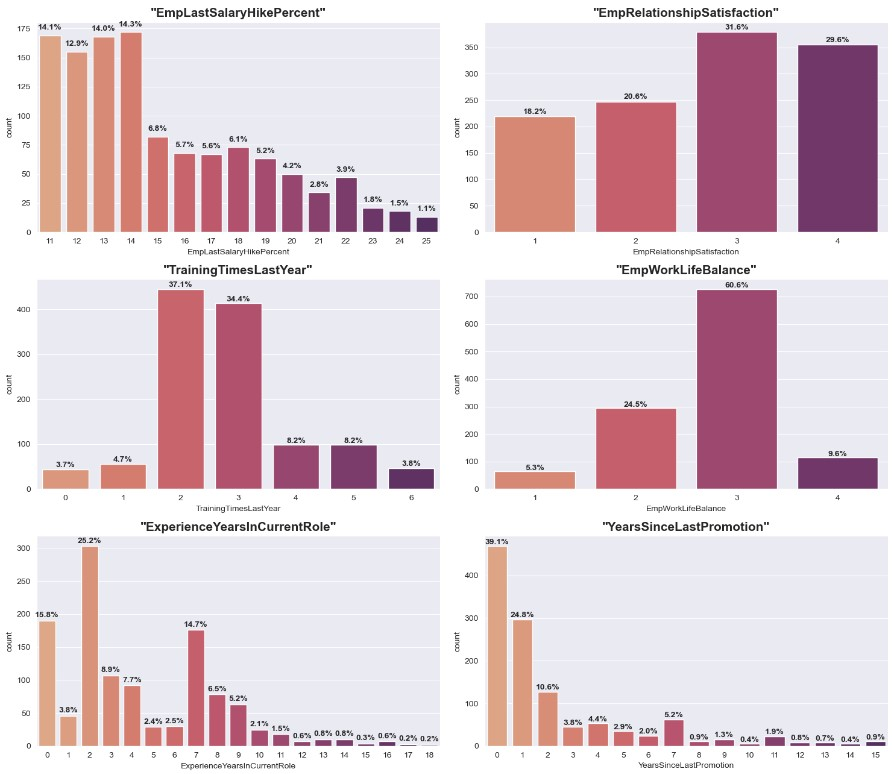 "EmpLastSalaryHikePercent"
175
150
125
100
75
50
25
0
count
14.1% 12.9% 14.0% 14.3% 6.8% 5.7% 5.6% 6.1% 5.2% 4.2% 2.8% 3.9% 1.8% 1.5% 1.1%
11 12 13 14 15 16 17 18 19 20 21 22 23 24 25
EmpLastSalaryHikePercent
"EmpRelationshipSatisfaction"
350
300
250
200
150
100
50
0
count
18.2% 20.6% 31.6% 29.6%
1 2 3 4
EmpRelationshipSatisfaction
"TrainingTimesLastYear"
400
300
200
100
0
count
3.7% 4.7% 37.1% 34.4% 8.2% 8.2% 3.8%
0 1 2 3 4 5 6
TrainingTimesLastYear
"EmpWorkLifeBalance"
700
600
500
400
300
200
100
0
count
5.3% 24.5% 60.6% 9.6%
1 2 3 4
EmpWorkLifeBalance
"ExperienceYearsInCurrentRole"
300
250
200
150
100
50
0
count
15.8% 3.8% 25.2% 8.9% 7.7% 2.4% 2.5% 14.7% 6.5% 5.2% 2.1% 1.5% 0.6% 0.8% 0.8% 0.3% 0.6% 0.2% 0.2%
0 1 2 3 4 5 6 7 8 9 10 11 12 13 14 15 16 17 18
ExperienceYearsInCurrentRole
"YearsSinceLastPromotion"
400
300
200
100
0
count
39.1% 24.8% 10.6% 3.8% 4.4% 2.9% 2.0% 5.2% 0.9% 1.3% 0.4% 1.9% 0.8% 0.7% 0.4% 0.9%
0 1 2 3 4 5 6 7 8 9 10 11 12 13 14 15
YearsSinceLastPromotion